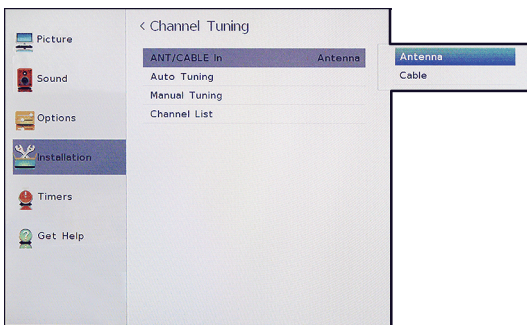 Picture
Sound
Options
Installation
Timers
Get Help
< Channel Tuning
ANT/CABLE In Antenna
Auto Tuning
Manual Tuning
Channel List
Antenna
Cable